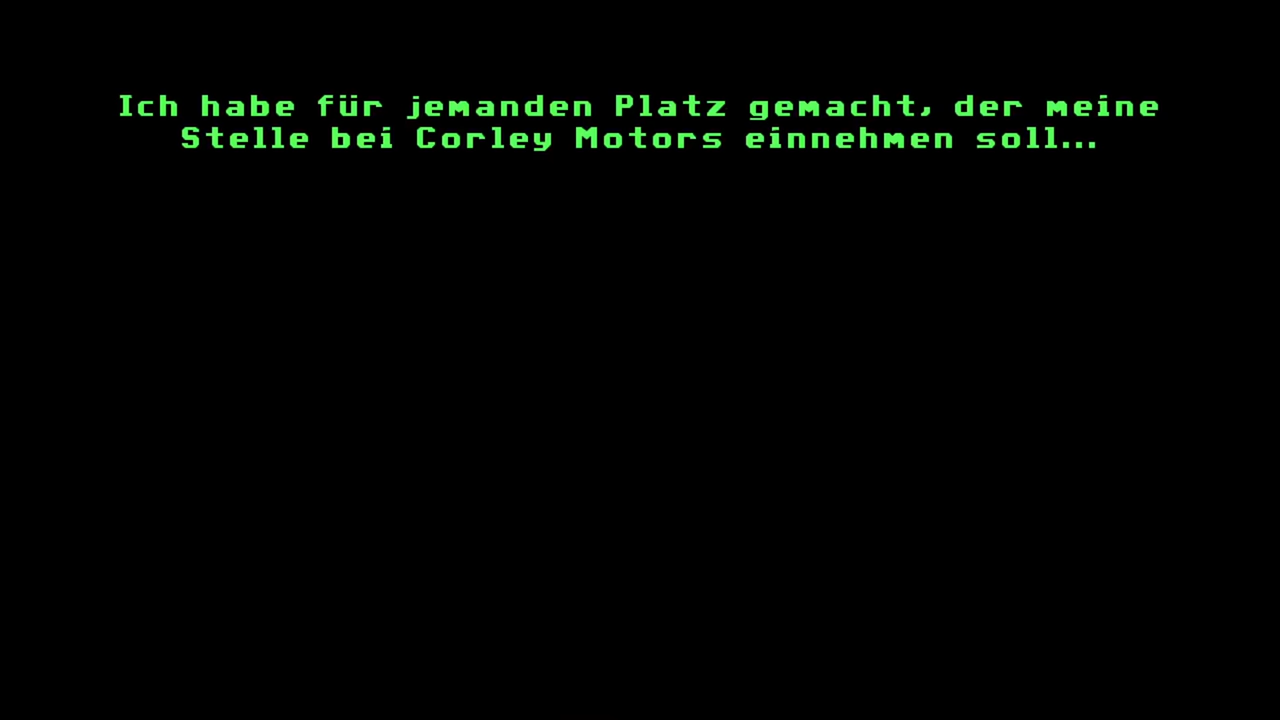 Ich habe für jemanden Platz gemacht, der meine
Stelle bei Corley Motors einnehmen soll...